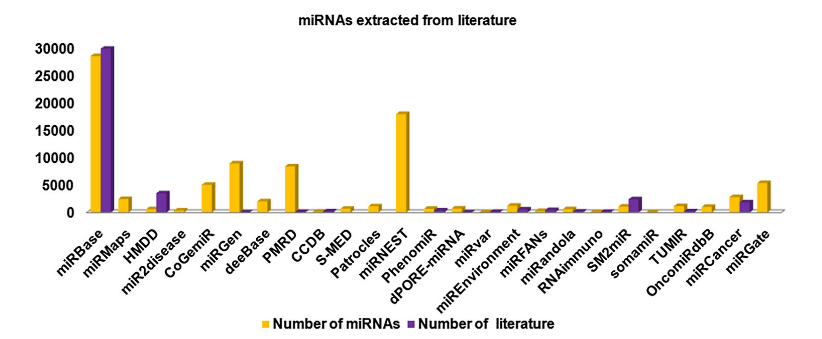 miRNAs extracted from literature
30000
25000
20000
15000
10000
5000
0
miRBase
miRMaps
HMDD
miR2disease
CoGemiR
miRGen
deeBase
PMRD
CCDB
S-MED
Patrocles
miRNEST
PhenomiR
dPORE-miRNA
miRvar
miREnvironment
miRFANs
miRandola
RNAimmuno
SM2miR
somamiR
TUMIR
OncomiRdbB
miRCancer
miRGate
Number of miRNAs Number of literature